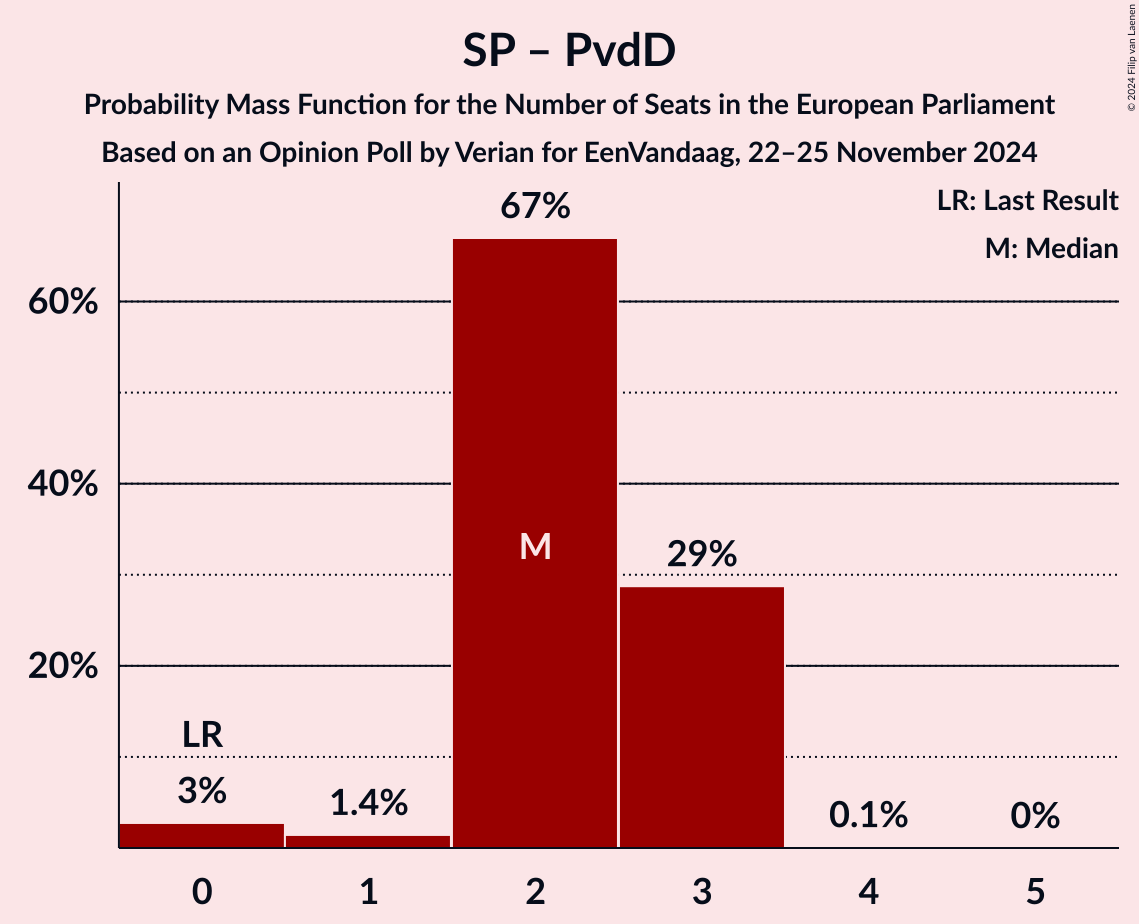 SP – PvdD
Probability Mass Function for the Number of Seats in the European Parliament
Based on an Opinion Poll by Verian for EenVandaag, 22–25 November 2024
© 2024 Filip van Laenen
LR: Last Result
M: Median
67%
60%
40%
M
29%
20%
LR
3%
1.4%
0.1%
0%
0 1 2 3 4 5